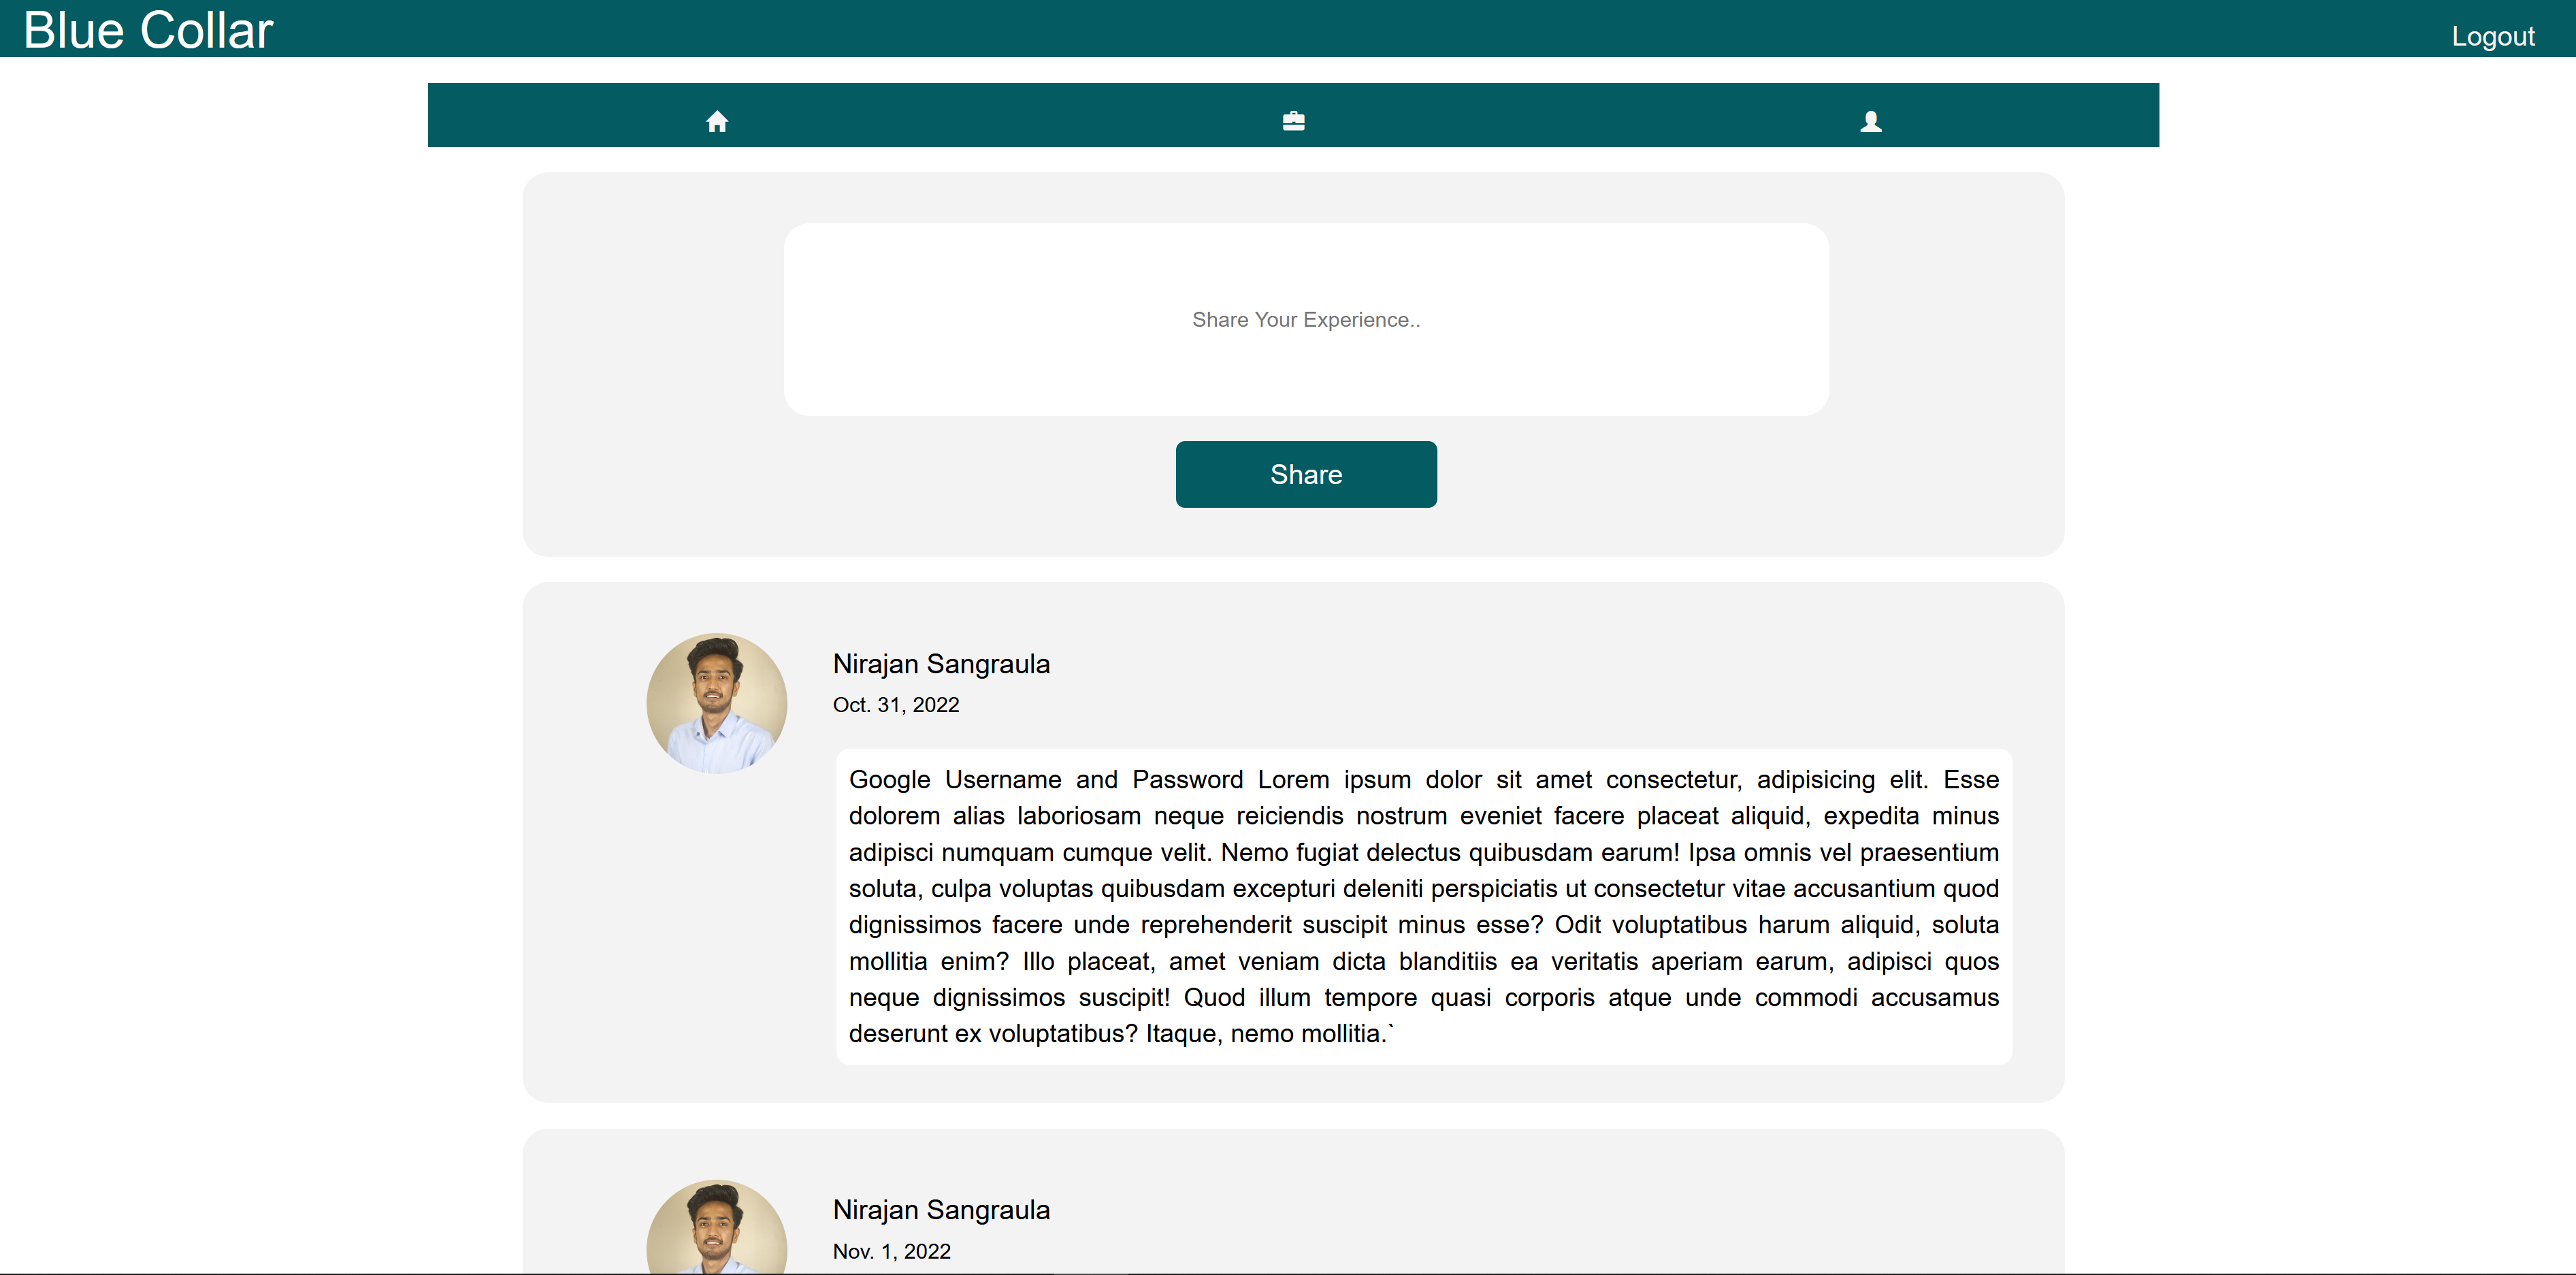 Blue Collar
Logout
Share Your Experience..
Share
Nirajan Sangraula
Oct. 31, 2022
Google Username and Password Lorem ipsum dolor sit amet consectetur, adipisicing elit. Esse
dolorem alias laboriosam neque reiciendis nostrum eveniet facere placeat aliquid, expedita minus
adipisci numquam cumque velit. Nemo fugiat delectus quibusdam earum! Ipsa omnis vel praesentium
soluta, culpa voluptas quibusdam excepturi deleniti perspiciatis ut consectetur vitae accusantium quod
dignissimos facere unde reprehenderit suscipit minus esse? Odit voluptatibus harum aliquid, soluta
mollitia enim? Illo placeat, amet veniam dicta blanditiis ea veritatis aperiam earum, adipisci quos
neque dignissimos suscipit! Quod illum tempore quasi corporis atque unde commodi accusamus
deserunt ex voluptatibus? Itaque, nemo mollitia.`
Nirajan Sangraula
Nov. 1, 2022